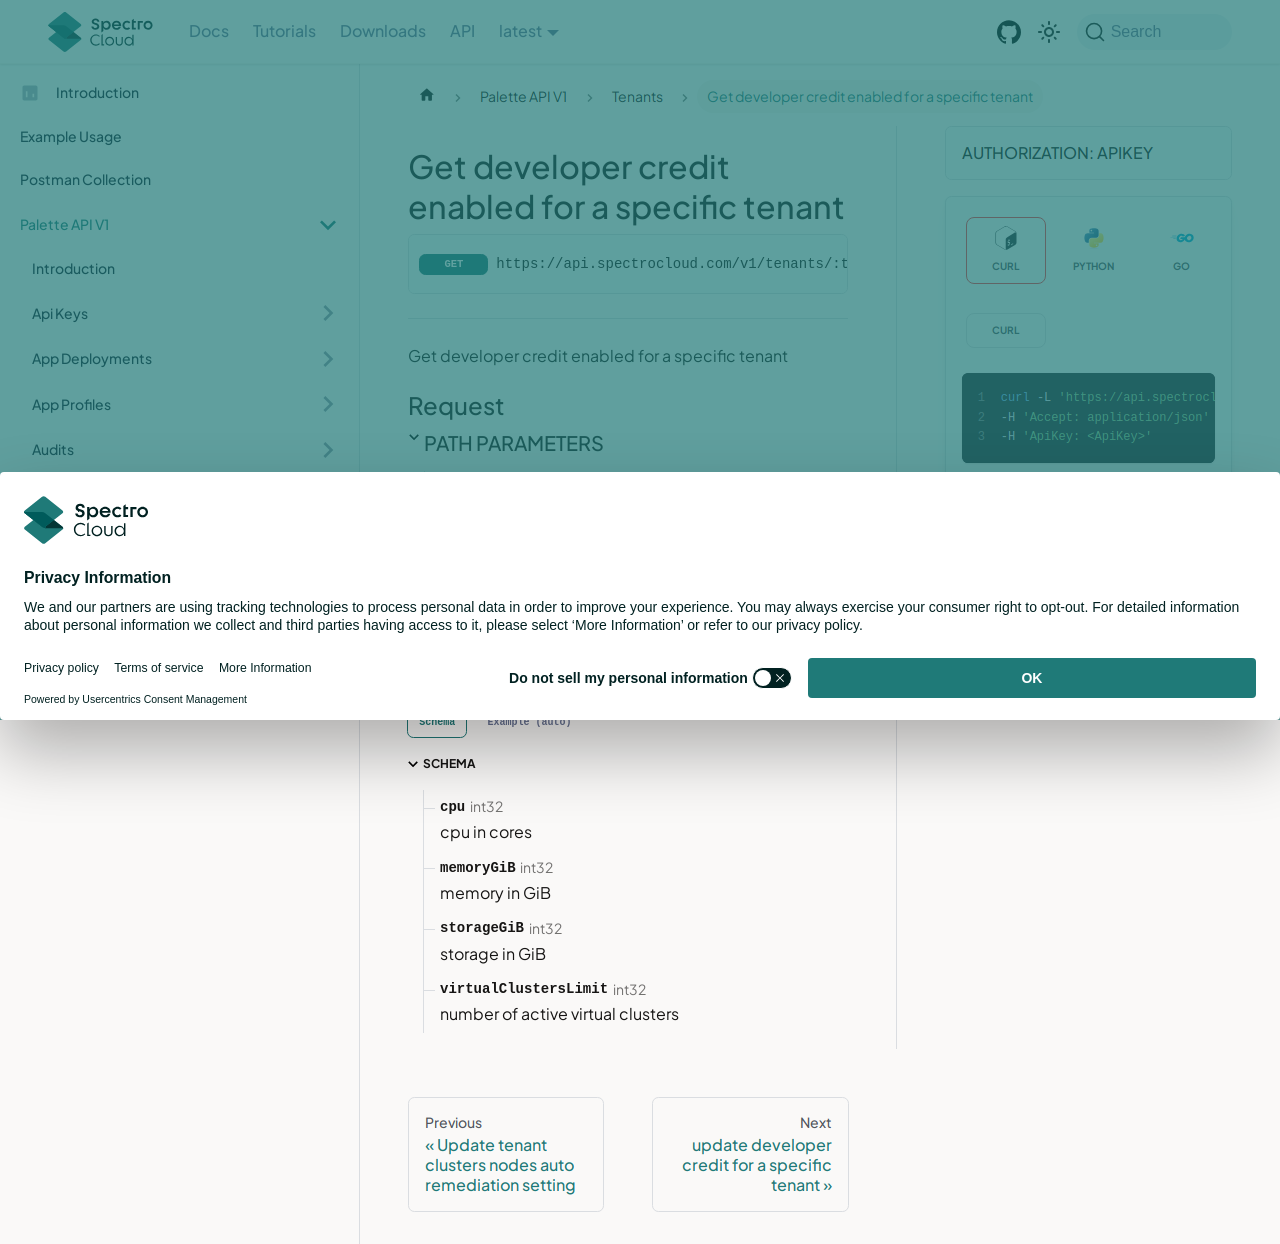 Spectro Cloud
Docs
Tutorials
Downloads
API
latest
Search
Introduction
Example Usage
Postman Collection
Palette API V1
Introduction
Api Keys
App Deployments
App Profiles
Audits
Palette API V1
Tenants
Get developer credit enabled for a specific tenant
Get developer credit
enabled for a specific tenant
GET https://api.spectrocloud.com/v1/tenants/:t
Get developer credit enabled for a specific tenant
Request
PATH PARAMETERS
AUTHORIZATION: APIKEY
CURL
PYTHON
GO
CURL
1 curl -L 'https://api.spectrocl
2 -H 'Accept: application/json'
3 -H 'ApiKey: <ApiKey>'
Spectro
Cloud
Privacy Information
We and our partners are using tracking technologies to process personal data in order to improve your experience. You may always exercise your consumer right to opt-out. For detailed information
about personal information we collect and third parties having access to it, please select ‘More Information’ or refer to our privacy policy.
Privacy policy
Terms of service
More Information
Do not sell my personal information
OK
Powered by Usercentrics Consent Management
Schema
Example (auto)
SCHEMA
cpu int32
cpu in cores
memoryGiB int32
memory in GiB
storageGiB int32
storage in GiB
virtualClustersLimit int32
number of active virtual clusters
Previous
« Update tenant
clusters nodes auto
remediation setting
Next
update developer
credit for a specific
tenant »